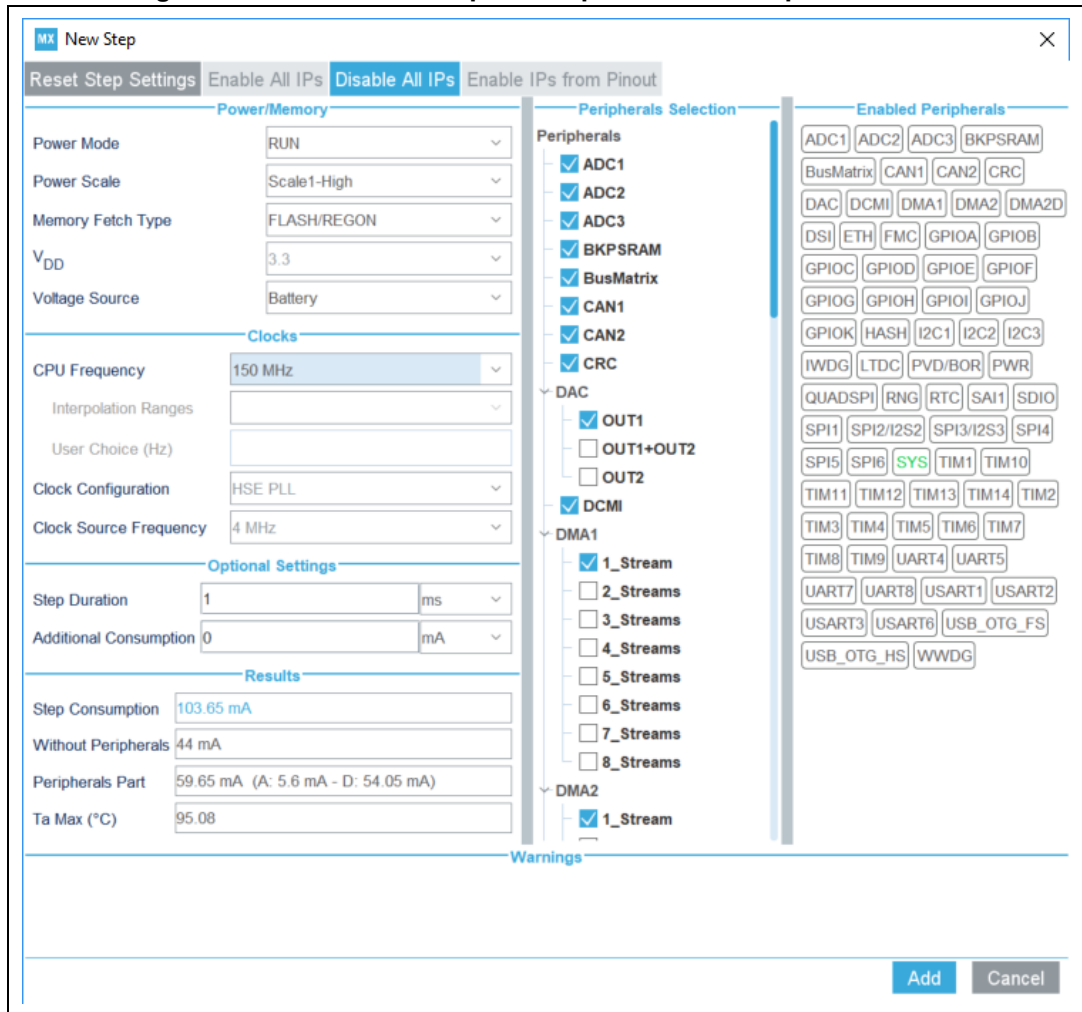 MX New Step
Reset Step Settings Enable All IPs Disable All IPs Enable IPs from Pinout
Power/Memory
Power Mode RUN
Power Scale Scale1-High
Memory Fetch Type FLASH/REGON
VDD 3.3
Voltage Source Battery
Clocks
CPU Frequency 150 MHz
Interpolation Ranges
User Choice (Hz)
Clock Configuration HSE PLL
Clock Source Frequency 4 MHz
Optional Settings
Step Duration 1 ms
Additional Consumption 0 mA
Results
Step Consumption 103.65 mA
Without Peripherals 44 mA
Peripherals Part 59.65 mA (A: 5.6 mA - D: 54.05 mA)
Ta Max (°C) 95.08
Peripherals Selection
Peripherals
ADC1
ADC2
ADC3
BKPSRAM
BusMatrix
CAN1
CAN2
CRC
DAC
OUT1
OUT1+OUT2
OUT2
DCMI
DMA1
1_Stream
2_Streams
3_Streams
4_Streams
5_Streams
6_Streams
7_Streams
8_Streams
DMA2
1_Stream
Enabled Peripherals
ADC1 ADC2 ADC3 BKPSRAM
BusMatrix CAN1 CAN2 CRC
DAC DCMI DMA1 DMA2 DMA2D
DSI ETH FMC GPIOA GPIOB
GPIOC GPIOD GPIOE GPIOF
GPIOG GPIOH GPIOI GPIOJ
GPIOK HASH I2C1 I2C2 I2C3
IWDG LTDC PVD/BOR PWR
QUADSPI RNG RTC SAI1 SDIO
SPI1 SPI2/I2S2 SPI3/I2S3 SPI4
SPI5 SPI6 SYS TIM1 TIM10
TIM11 TIM12 TIM13 TIM14 TIM2
TIM3 TIM4 TIM5 TIM6 TIM7
TIM8 TIM9 UART4 UART5
UART7 UART8 USART1 USART2
USART3 USART6 USB_OTG_FS
USB_OTG_HS WWDG
Warnings
Add Cancel